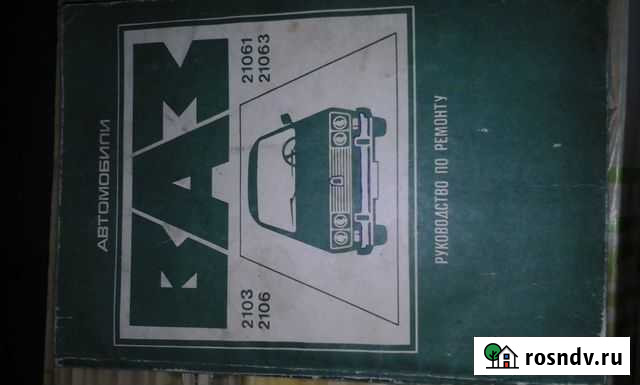 АВТОМОБИЛИ
ВАЗ
2103 21061
2106 21063
РУКОВОДСТВО ПО РЕМОНТУ
rosndv.ru